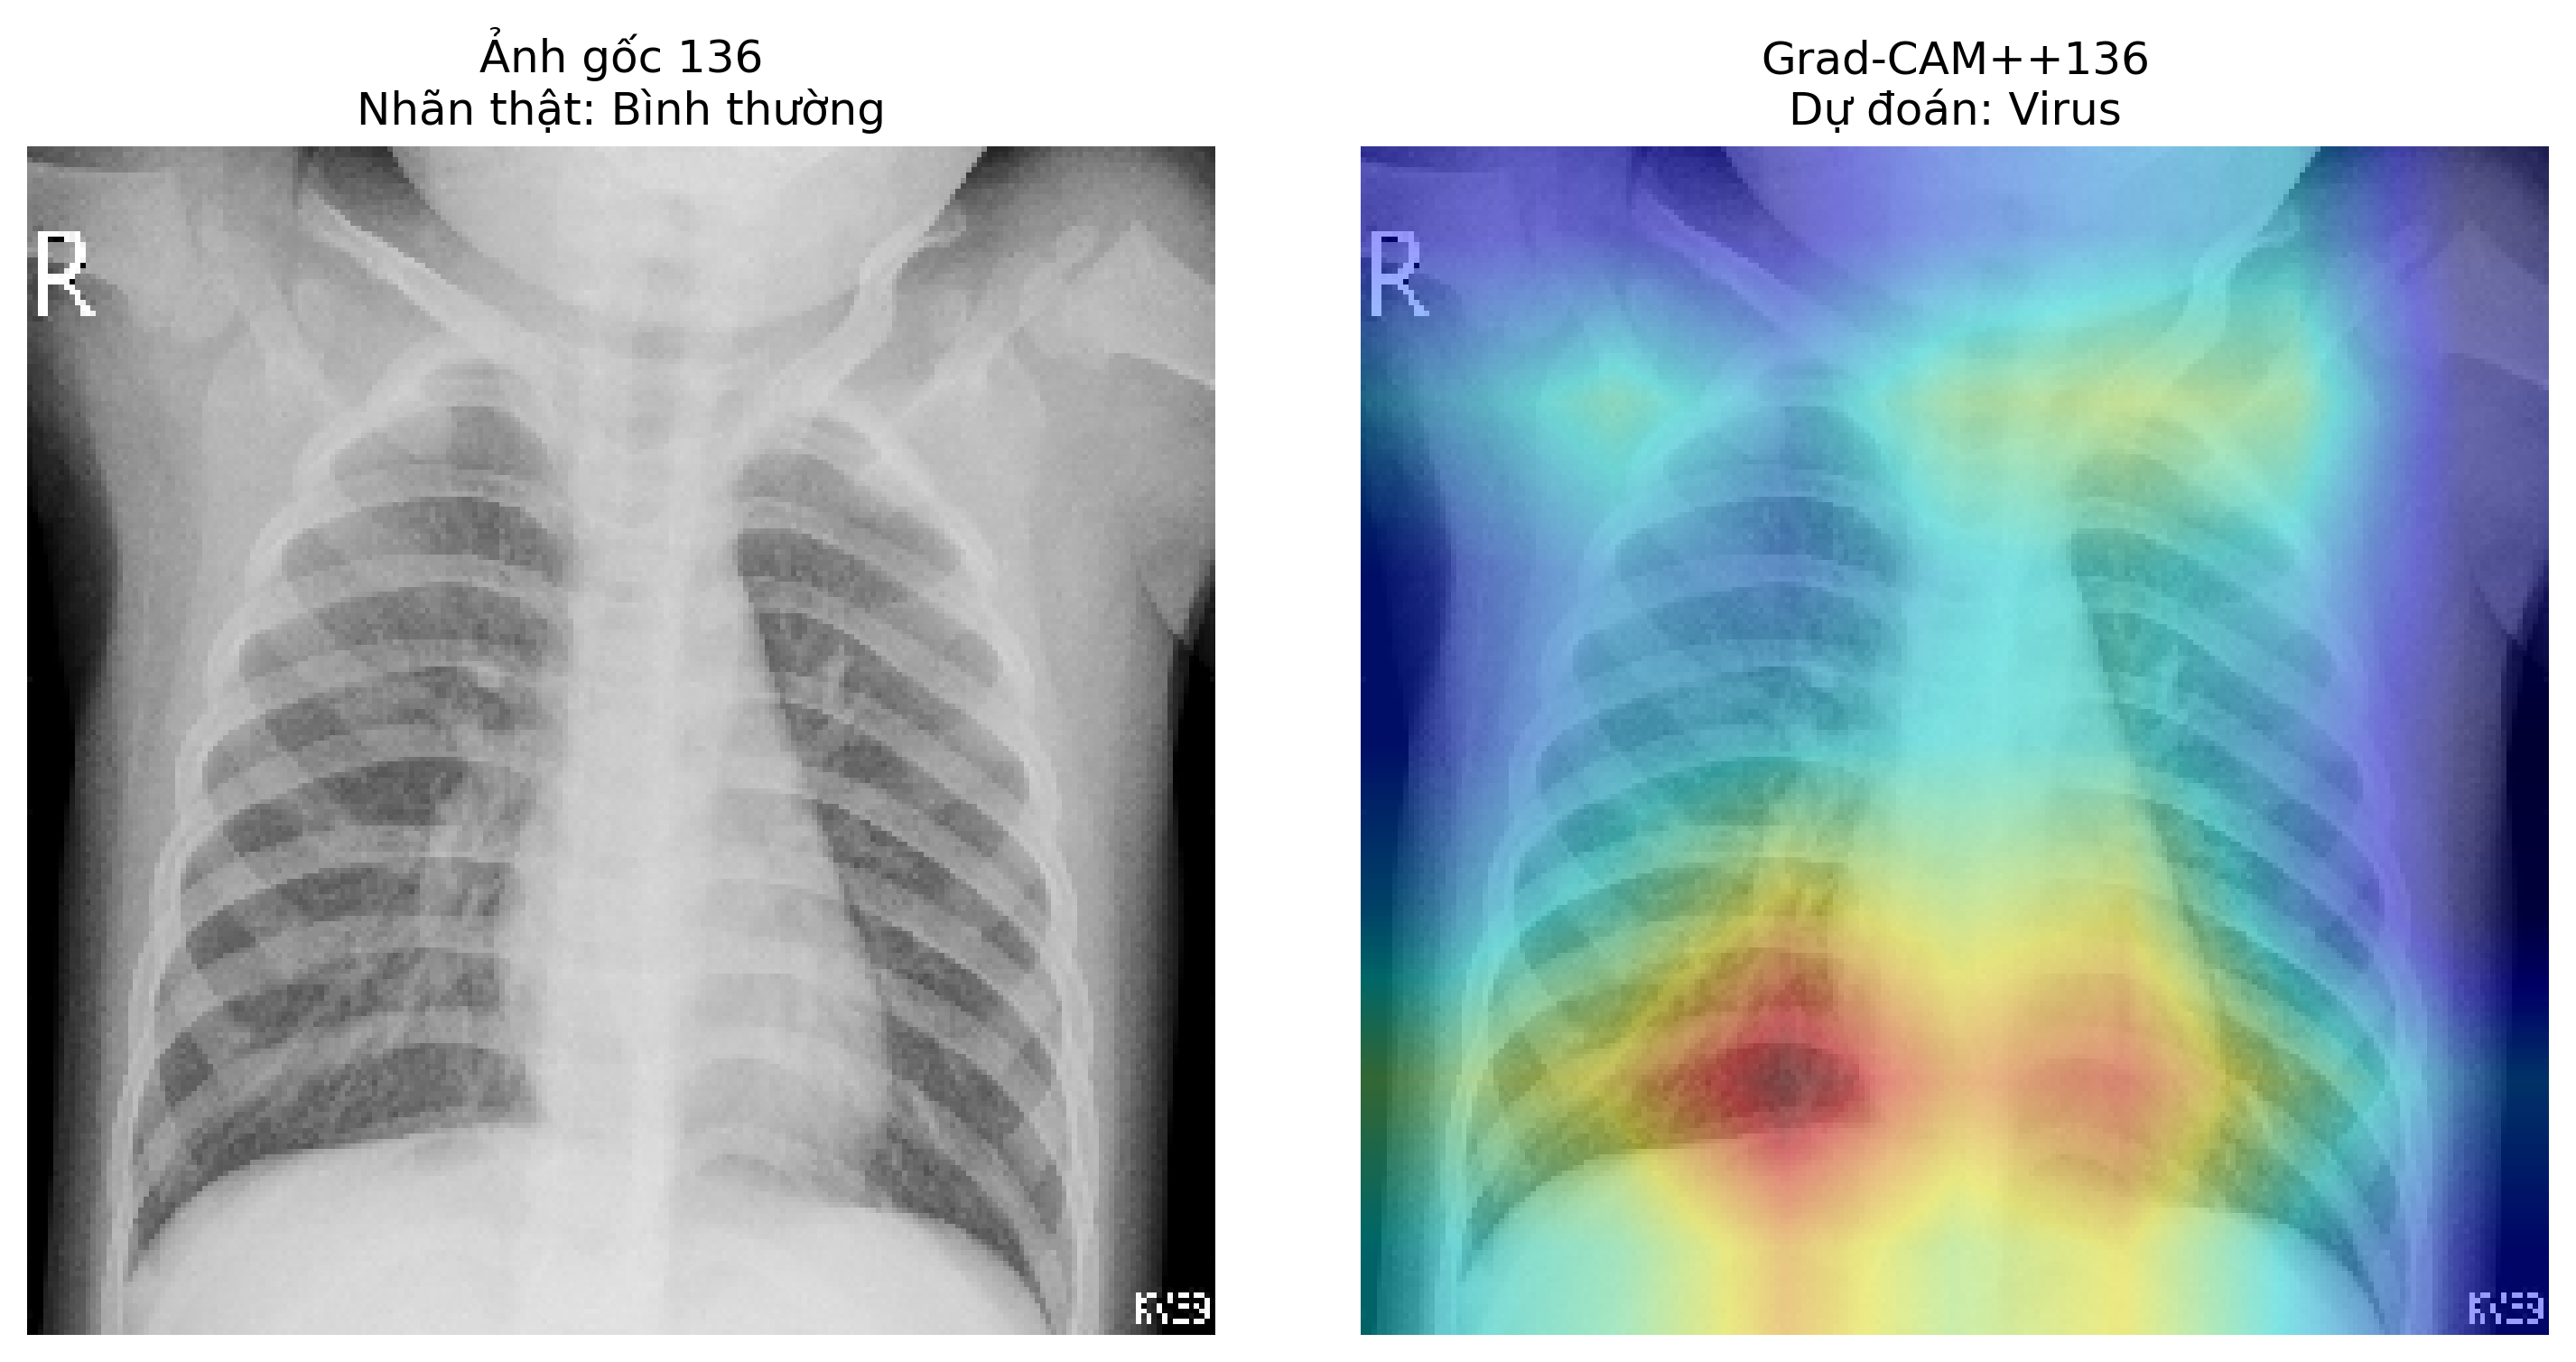 Ảnh gốc 136
Nhãn thật: Bình thường
Grad-CAM++136
Dự đoán: Virus
R
R